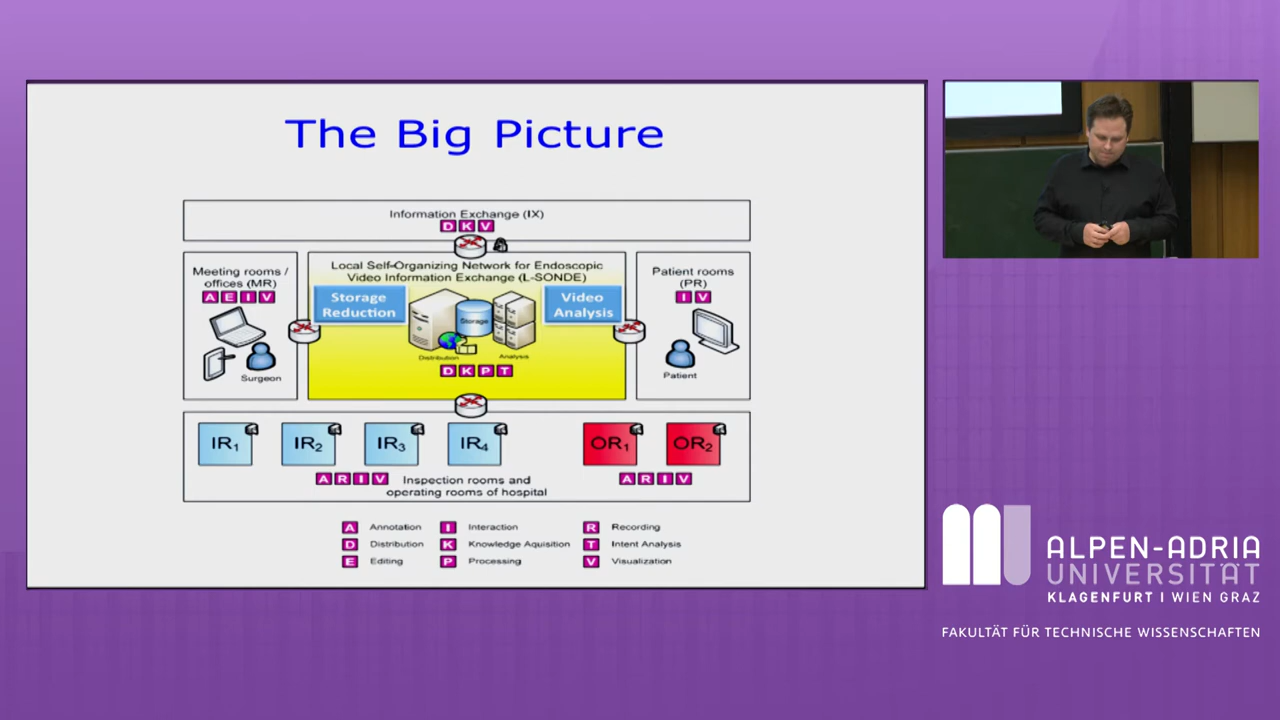 The Big Picture
Information Exchange (IX)
D K V
Meeting rooms /
offices (MR)
A E I V
Surgeon
Local Self-Organizing Network for Endoscopic
Video Information Exchange (L-SONDE)
Storage
Reduction
Storage
Video
Analysis
Distribution
Analysis
D K P T
Patient rooms
(PR)
I V
Patient
IR1
IR2
IR3
IR4
OR1
OR2
A R I V
Inspection rooms and
operating rooms of hospital
A R I V
A Annotation
I Interaction
R Recording
D Distribution
K Knowledge Aquisition
T Intent Analysis
E Editing
P Processing
V Visualization
ALPEN-ADRIA
UNIVERSITÄT
KLAGENFURT | WIEN GRAZ
FAKULTÄT FÜR TECHNISCHE WISSENSCHAFTEN